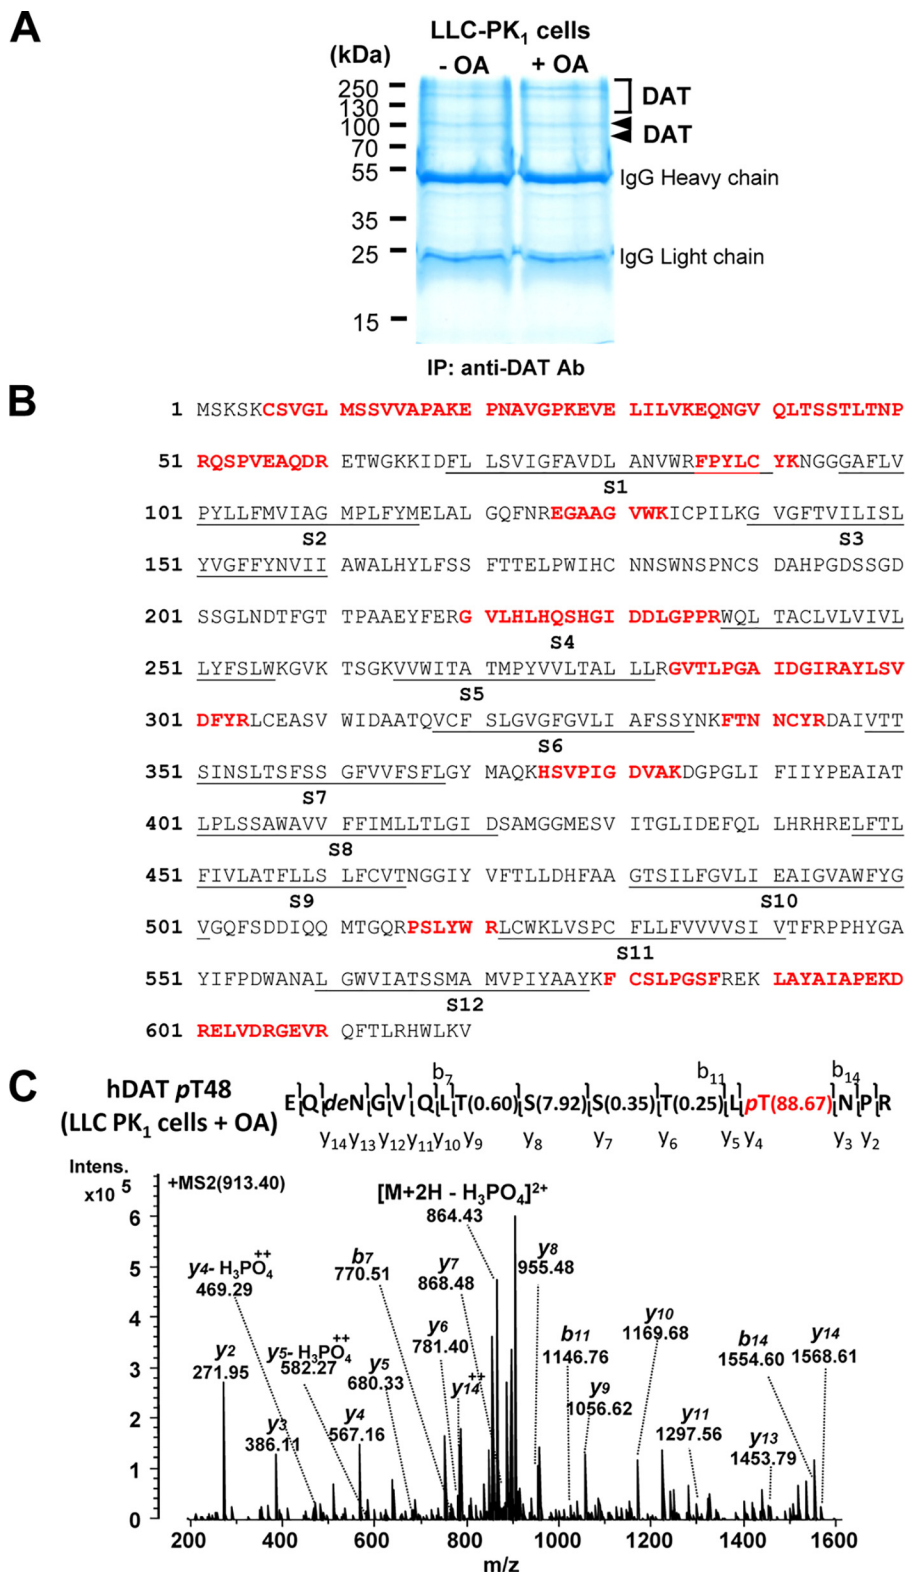 A
LLC-PK1 cells
(kDa)
- OA + OA
250
130
100
70
55
35
25
15
DAT
DAT
IgG Heavy chain
IgG Light chain
IP: anti-DAT Ab
B
1 MSKSKCSVGL MSSVVAPAKE PNAVGPKEVE LILVKEQNGV QLTSSTLTNP
51 RQSPVEAQDR ETWGKKIDFL LSVIGFAVDL ANVWRFPYLC YKNGGGAFLV
S1
101 PYLLFMVIAG MPLFYMELAL GQFNREGAAG VWKICPILKG VGFTVILISL
S2 S3
151 YVGFFYNVII AWALHYLFSS FTTELPWIHC NNSWNSPNCS DAHPGDSSGD
201 SSGLNDTFGT TPAAEYFERG VLHLHQSHGI DDLGPPRWQL TACLVLVIVL
S4
251 LYFSLWKGVK TSGKVVWITA TMPYVVLTAL LLRGVTLPGA IDGIRAYLSV
S5
301 DFYRLCEASV WIDAATQVCF SLGVGFGVLI AFSSYNKFTN NCYRDAIVTT
S6
351 SINSLTSFSS GFVVFSFLGY MAQKHSVPIG DVAKDGPGLI FIIYPEAIAT
S7
401 LPLSSAWAVV FFIMLLTLGI DSAMGGMESV ITGLIDEFQL LHRHRELFTL
S8
451 FIVLATFLLS LFCVTNGGIY VFTLLDHFAA GTSILFGVLI EAIGVAWFYG
S9 S10
501 VGQFSDDIQQ MTGQRPSLYW RLCWKLVSPC FLLFVVVVSI VTFRPPHYGA
S11
551 YIFPDWANAL GWVIATSSMA MVPIYAAYKF CSLPGSFREK LAYAIAPEKD
S12
601 RELVDRGEVR QFTLRHWLKV
C
hDAT pT48
(LLC PK1 cells + OA)
b7 b11 b14
EQdeNGVQLT(0.60)S(7.92)S(0.35)T(0.25)LpT(88.67)NPR
y14 y13 y12 y11 y10 y9 y8 y7 y6 y5 y4 y3 y2
Intens.
x10 5
+MS2(913.40)
[M+2H - H3PO4]2+
864.43
y4- H3PO4++
469.29
y2
271.95
y3
386.11
y5- H3PO4++
582.27
y4
567.16
y5
680.33
b7
770.51
y6
781.40
y14++
y7
868.48
y8
955.48
b11
1146.76
y9
1056.62
y10
1169.68
y11
1297.56
y13
1453.79
b14
1554.60
y14
1568.61
6
5
4
3
2
1
0
200 400 600 800 1000 1200 1400 1600
m/z